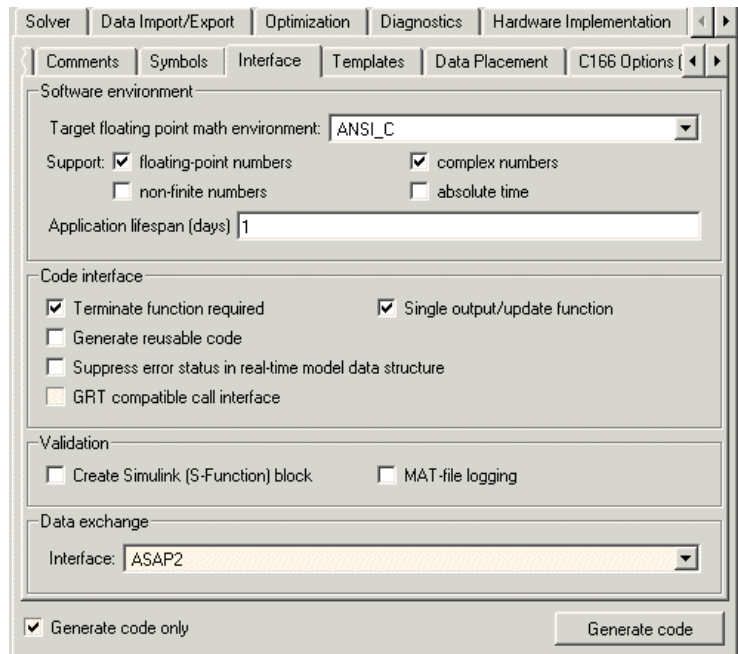 Solver Data Import/Export Optimization Diagnostics Hardware Implementation
Comments Symbols Interface Templates Data Placement C166 Options (
Software environment
Target floating point math environment: ANSI_C
Support: floating-point numbers complex numbers
non-finite numbers absolute time
Application lifespan (days) 1
Code interface
Terminate function required Single output/update function
Generate reusable code
Suppress error status in real-time model data structure
GRT compatible call interface
Validation
Create Simulink (S-Function) block MAT-file logging
Data exchange
Interface: ASAP2
Generate code only Generate code